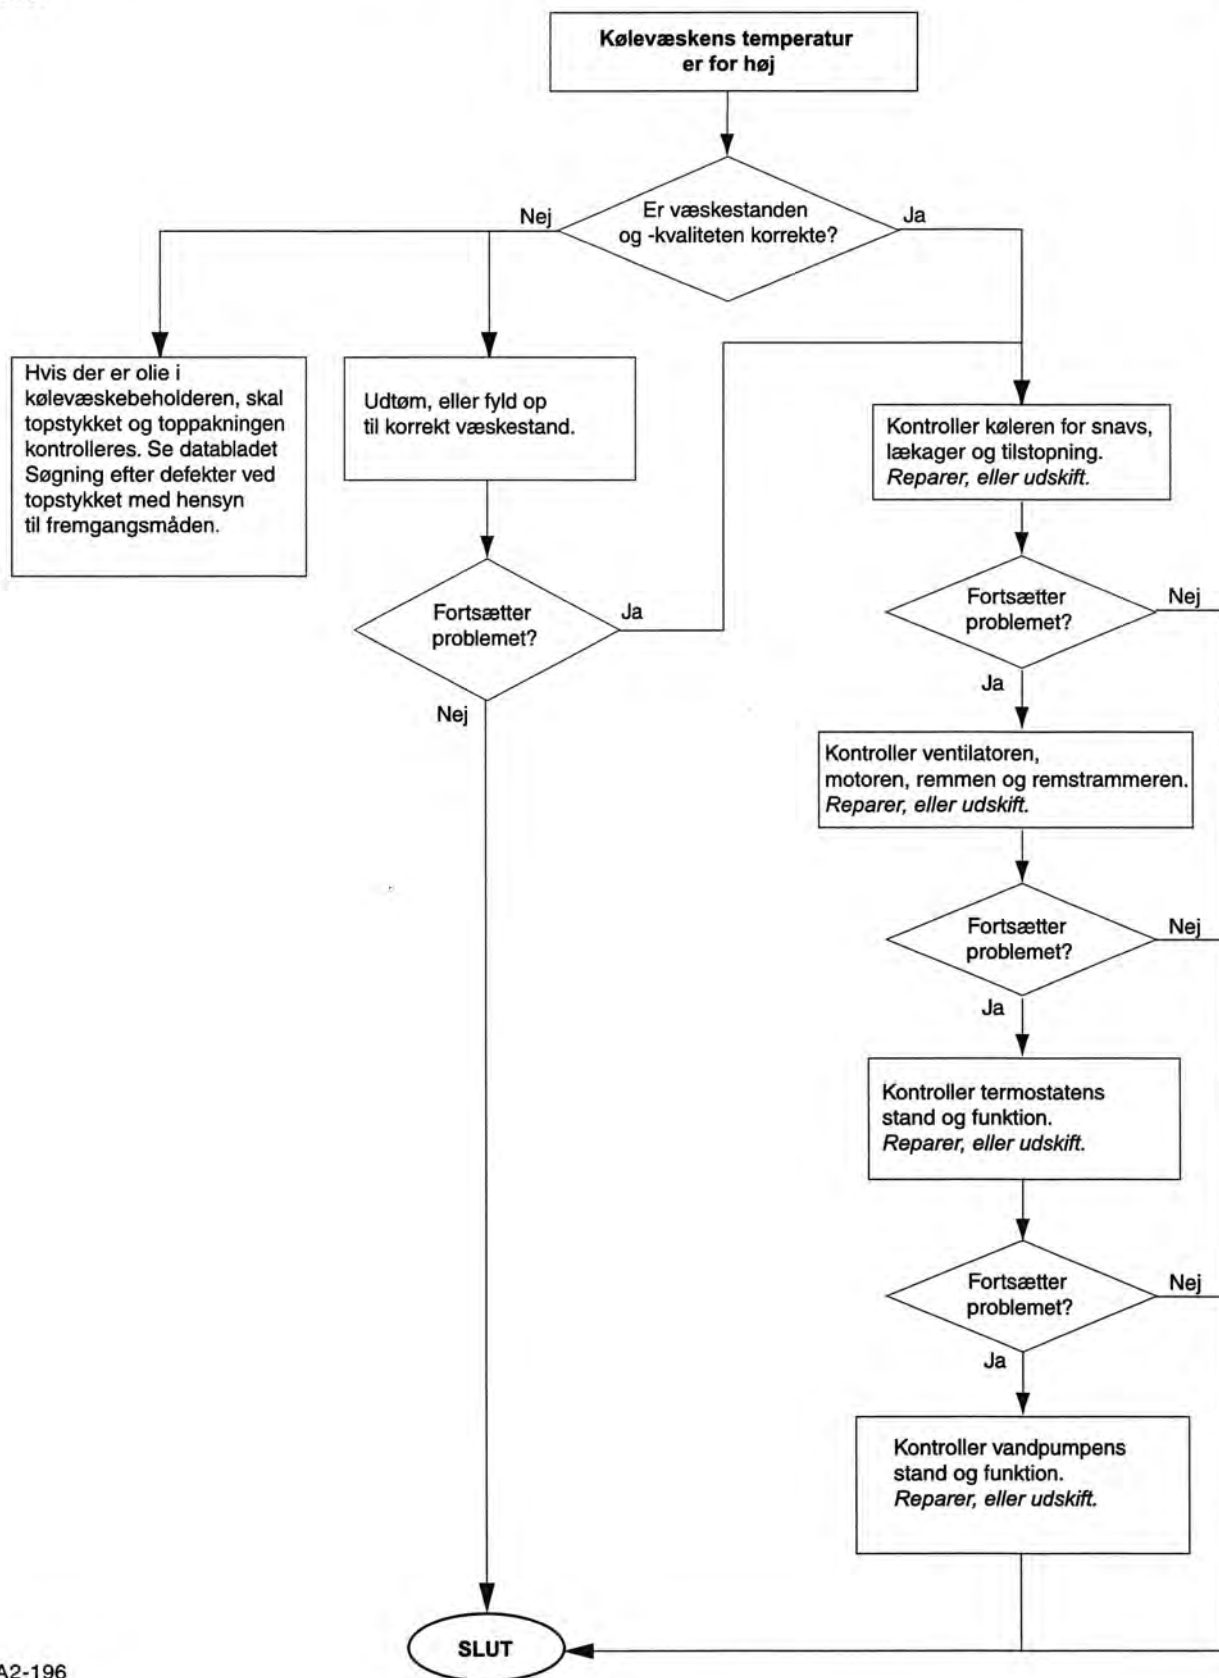 Kølevæskens temperatur
er for høj
Er væskestanden
og -kvaliteten korrekte?
Nej
Ja
Hvis der er olie i
kølevæskebeholderen, skal
topstykket og toppakningen
kontrolleres. Se databladet
Søgning efter defekter ved
topstykket med hensyn
til fremgangsmåden.
Udtøm, eller fyld op
til korrekt væskestand.
Fortsætter
problemet?
Ja
Nej
Kontroller køleren for snavs,
lækager og tilstopning.
Reparer, eller udskift.
Fortsætter
problemet?
Nej
Ja
Kontroller ventilatoren,
motoren, remmen og remstrammeren.
Reparer, eller udskift.
Fortsætter
problemet?
Nej
Ja
Kontroller termostatens
stand og funktion.
Reparer, eller udskift.
Fortsætter
problemet?
Nej
Ja
Kontroller vandpumpens
stand og funktion.
Reparer, eller udskift.
SLUT
A2-196